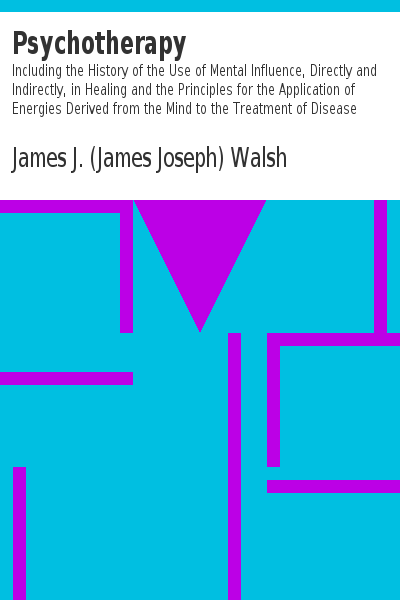 Psychotherapy
Including the History of the Use of Mental Influence, Directly and
Indirectly, in Healing and the Principles for the Application of
Energies Derived from the Mind to the Treatment of Disease
James J. (James Joseph) Walsh